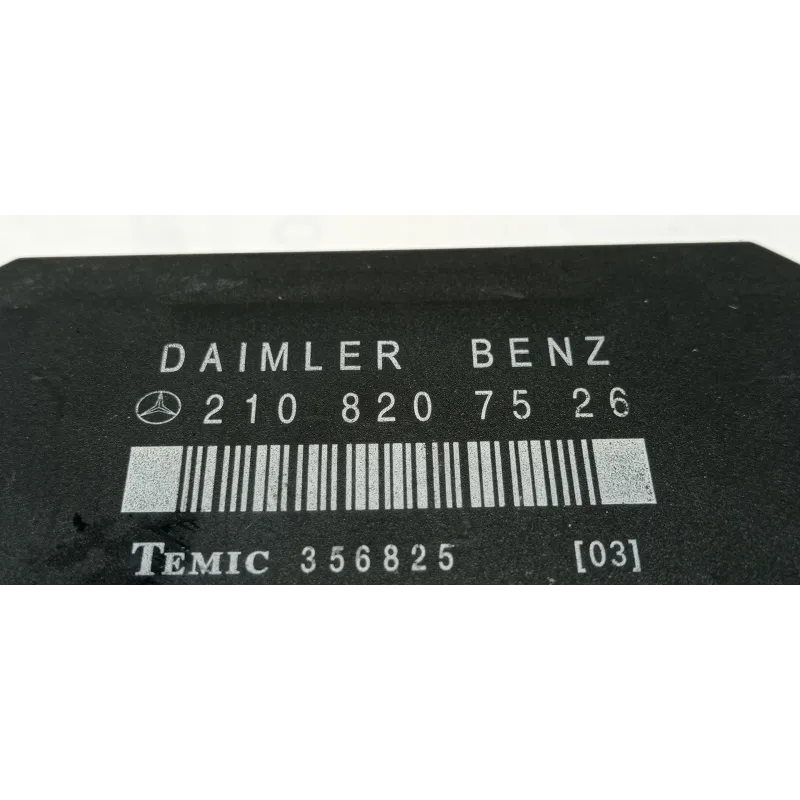 DAIMLER BENZ
210 820 75 26
TEMIC 356825 [03]